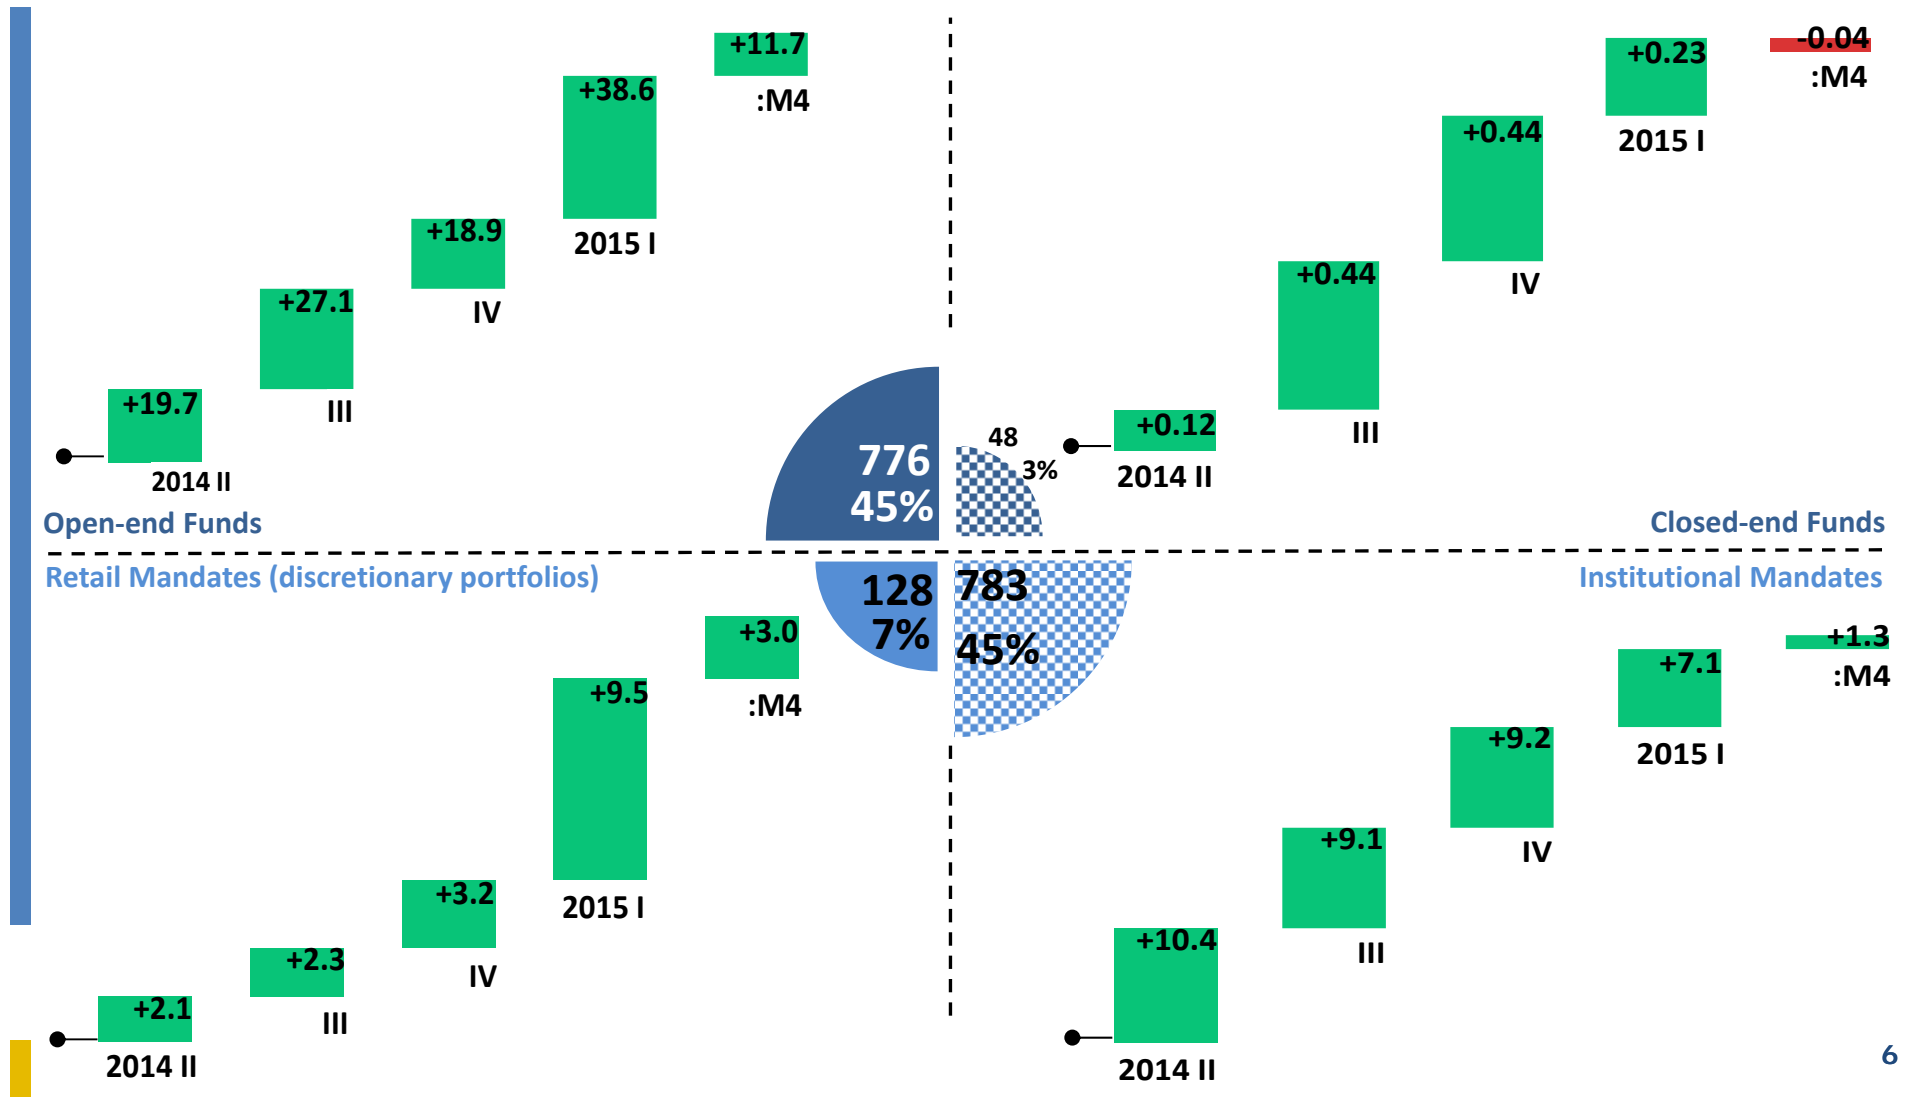 +11.7
:M4
+38.6
2015 I
+18.9
IV
+27.1
III
+19.7
2014 II
Open-end Funds
776
45%
-0.04
:M4
+0.23
2015 I
+0.44
IV
+0.44
III
+0.12
2014 II
48
3%
Closed-end Funds
Retail Mandates (discretionary portfolios)
128
7%
+3.0
:M4
+9.5
2015 I
+3.2
IV
+2.3
III
+2.1
2014 II
Institutional Mandates
783
45%
+1.3
:M4
+7.1
2015 I
+9.2
IV
+9.1
III
+10.4
2014 II
6